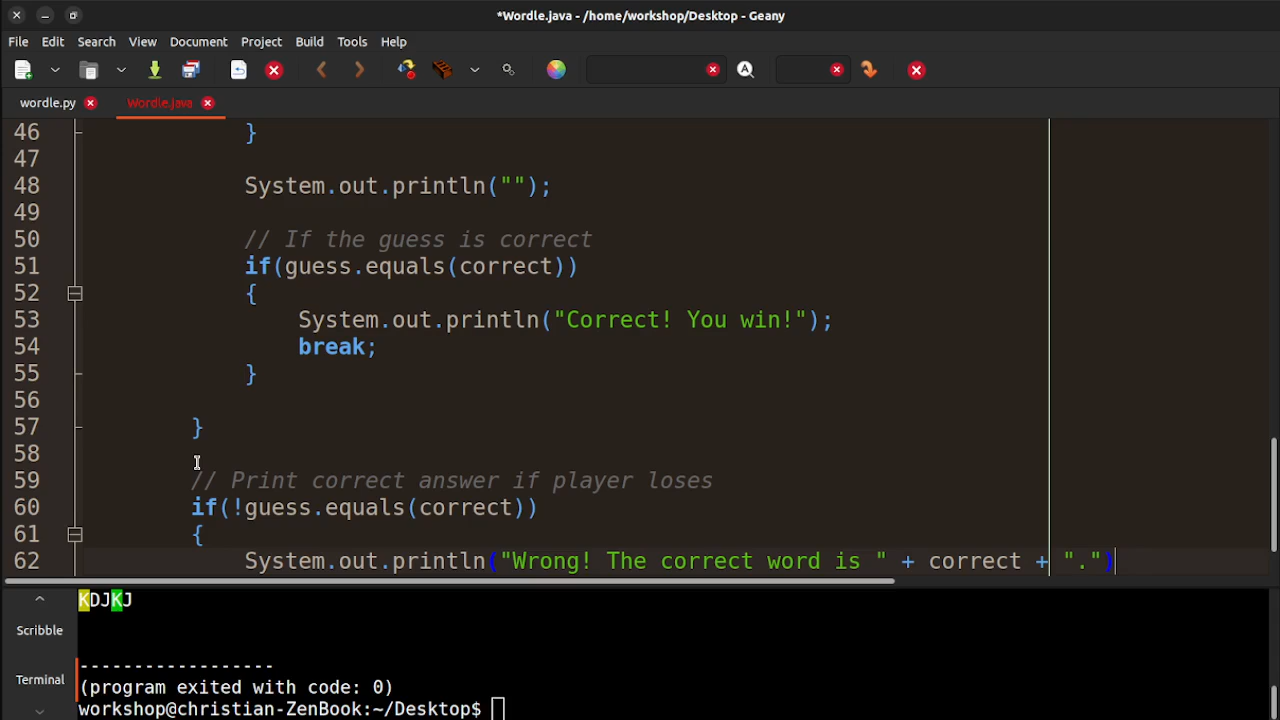 *Wordle.java - /home/workshop/Desktop - Geany
File Edit Search View Document Project Build Tools Help
wordle.py Wordle.java
46 }
47
48 System.out.println("");
49
50 // If the guess is correct
51 if(guess.equals(correct))
52 {
53 System.out.println("Correct! You win!");
54 break;
55 }
56
57 }
58
59 // Print correct answer if player loses
60 if(!guess.equals(correct))
61 {
62 System.out.println("Wrong! The correct word is " + correct + ".")
Scribble
Terminal
KDJKJ
------------------
(program exited with code: 0)
workshop@christian-ZenBook:~/Desktop$